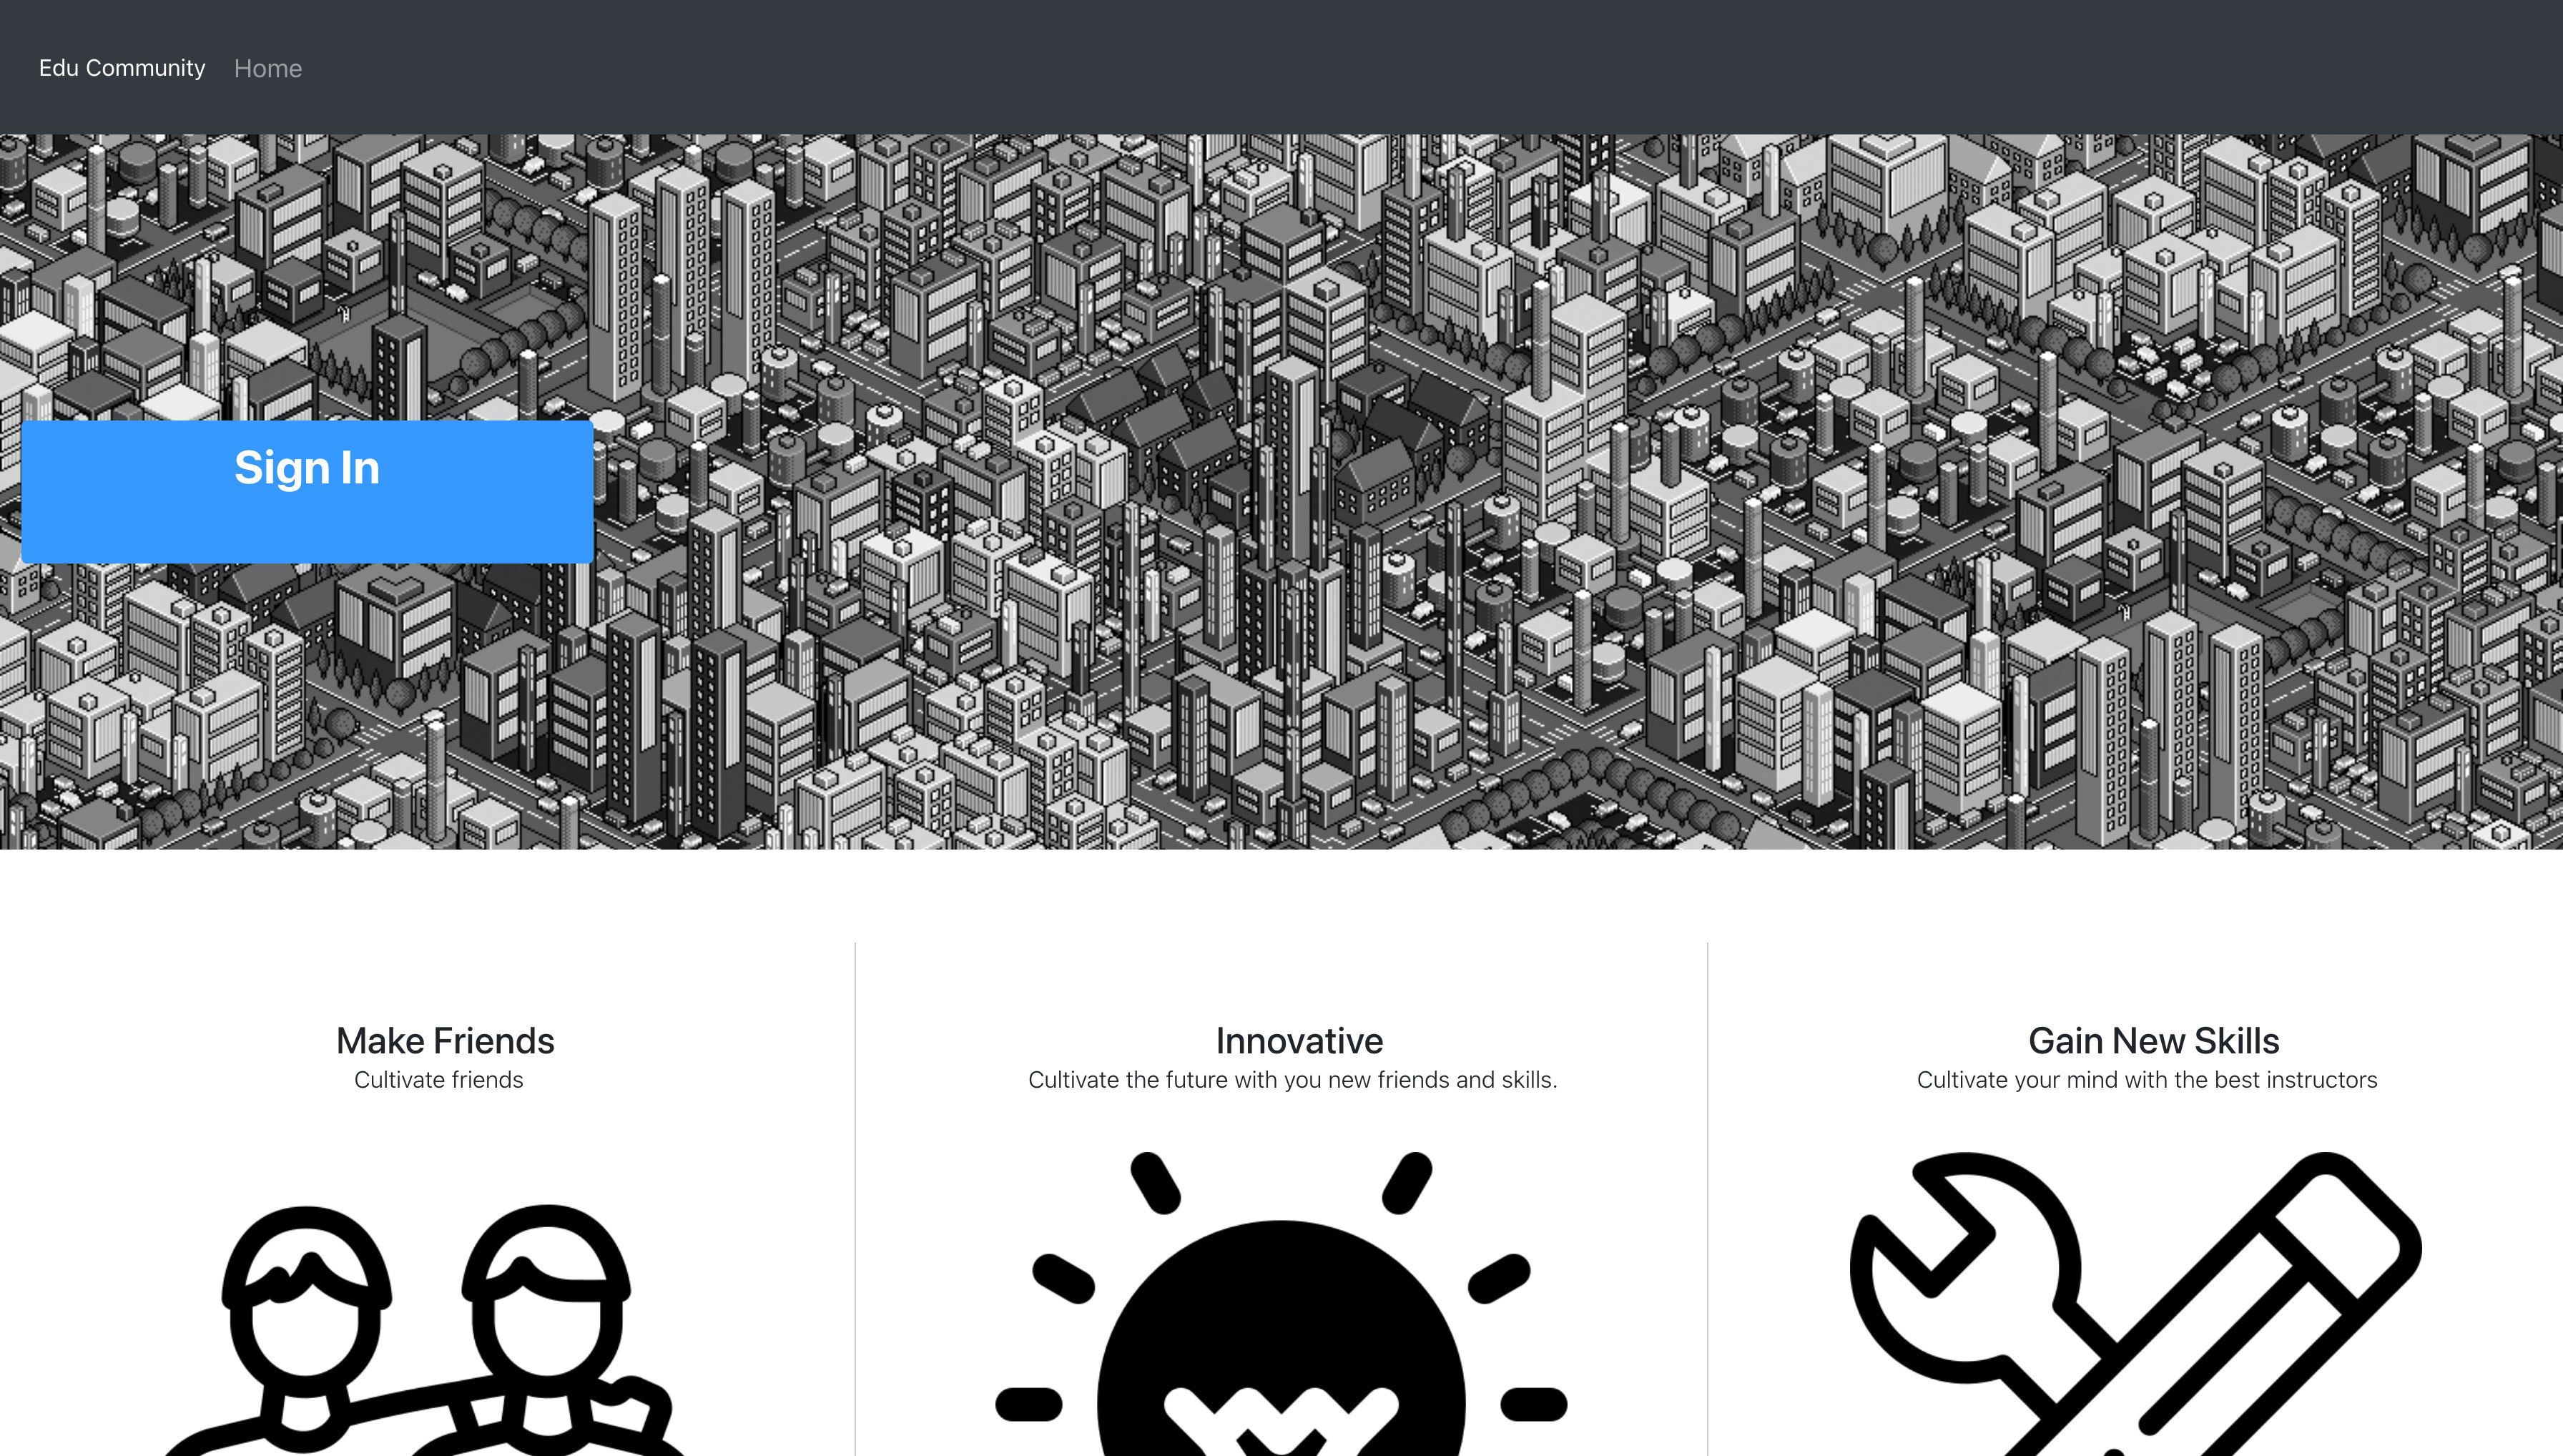 Edu Community Home
Sign In
Make Friends
Cultivate friends
Innovative
Cultivate the future with you new friends and skills.
Gain New Skills
Cultivate your mind with the best instructors